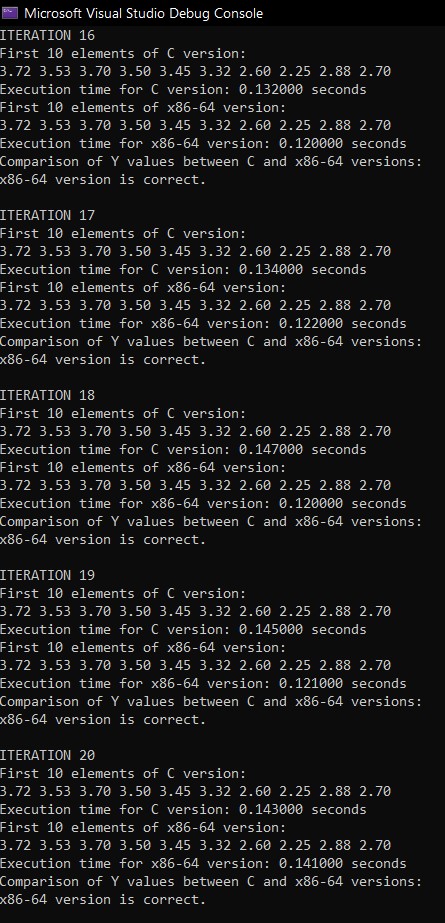 Microsoft Visual Studio Debug Console
ITERATION 16
First 10 elements of C version:
3.72 3.53 3.70 3.50 3.45 3.32 2.60 2.25 2.88 2.70
Execution time for C version: 0.132000 seconds
First 10 elements of x86-64 version:
3.72 3.53 3.70 3.50 3.45 3.32 2.60 2.25 2.88 2.70
Execution time for x86-64 version: 0.120000 seconds
Comparison of Y values between C and x86-64 versions:
x86-64 version is correct.
ITERATION 17
First 10 elements of C version:
3.72 3.53 3.70 3.50 3.45 3.32 2.60 2.25 2.88 2.70
Execution time for C version: 0.134000 seconds
First 10 elements of x86-64 version:
3.72 3.53 3.70 3.50 3.45 3.32 2.60 2.25 2.88 2.70
Execution time for x86-64 version: 0.122000 seconds
Comparison of Y values between C and x86-64 versions:
x86-64 version is correct.
ITERATION 18
First 10 elements of C version:
3.72 3.53 3.70 3.50 3.45 3.32 2.60 2.25 2.88 2.70
Execution time for C version: 0.147000 seconds
First 10 elements of x86-64 version:
3.72 3.53 3.70 3.50 3.45 3.32 2.60 2.25 2.88 2.70
Execution time for x86-64 version: 0.120000 seconds
Comparison of Y values between C and x86-64 versions:
x86-64 version is correct.
ITERATION 19
First 10 elements of C version:
3.72 3.53 3.70 3.50 3.45 3.32 2.60 2.25 2.88 2.70
Execution time for C version: 0.145000 seconds
First 10 elements of x86-64 version:
3.72 3.53 3.70 3.50 3.45 3.32 2.60 2.25 2.88 2.70
Execution time for x86-64 version: 0.121000 seconds
Comparison of Y values between C and x86-64 versions:
x86-64 version is correct.
ITERATION 20
First 10 elements of C version:
3.72 3.53 3.70 3.50 3.45 3.32 2.60 2.25 2.88 2.70
Execution time for C version: 0.143000 seconds
First 10 elements of x86-64 version:
3.72 3.53 3.70 3.50 3.45 3.32 2.60 2.25 2.88 2.70
Execution time for x86-64 version: 0.141000 seconds
Comparison of Y values between C and x86-64 versions:
x86-64 version is correct.